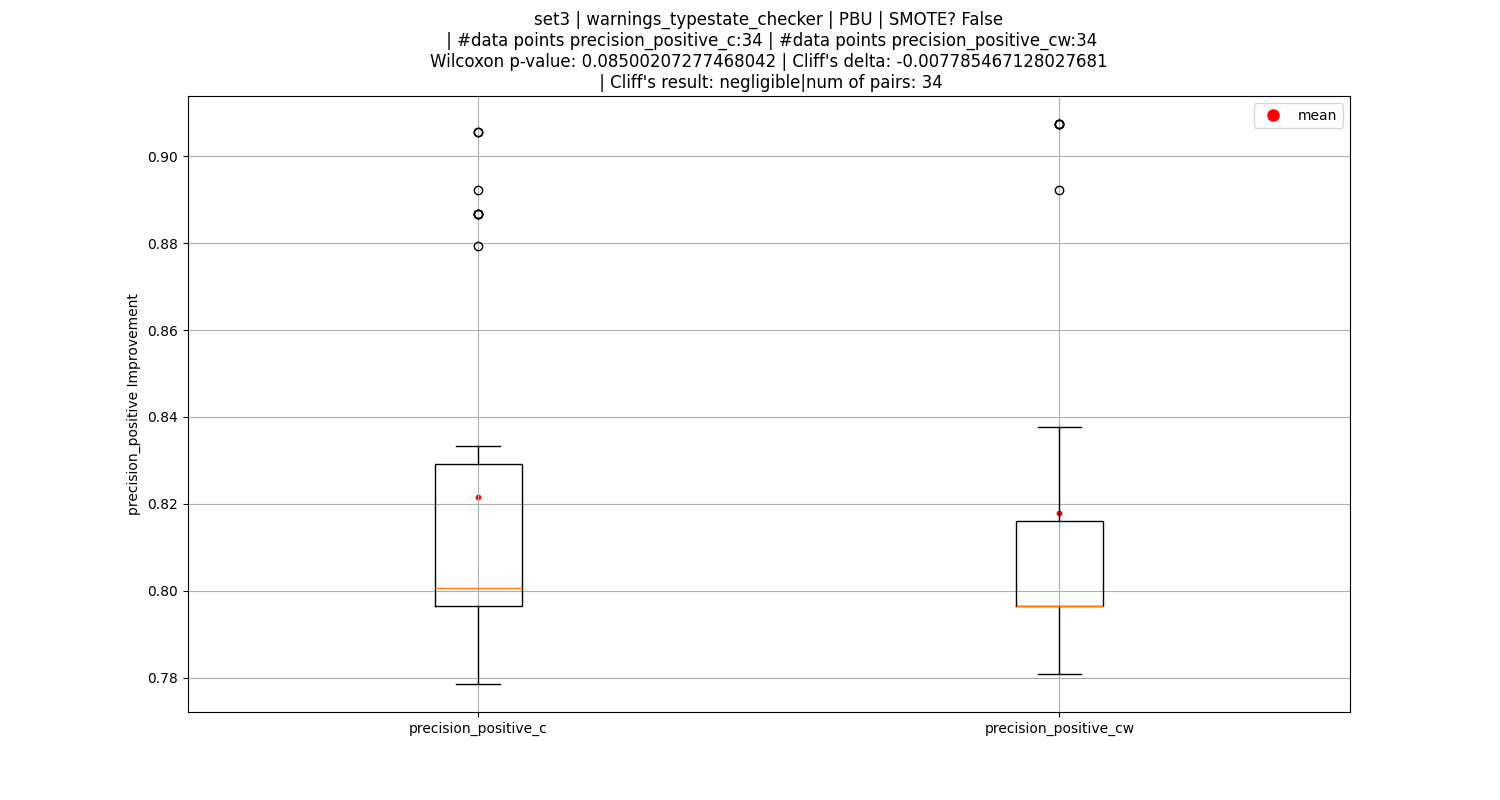 set3 | warnings_typestate_checker | PBU | SMOTE? False
| #data points precision_positive_c:34 | #data points precision_positive_cw:34
Wilcoxon p-value: 0.08500207277468042 | Cliff's delta: -0.007785467128027681
| Cliff's result: negligible|num of pairs: 34
mean
0.90
0.88
0.86
0.84
0.82
0.80
0.78
precision_positive Improvement
precision_positive_c
precision_positive_cw